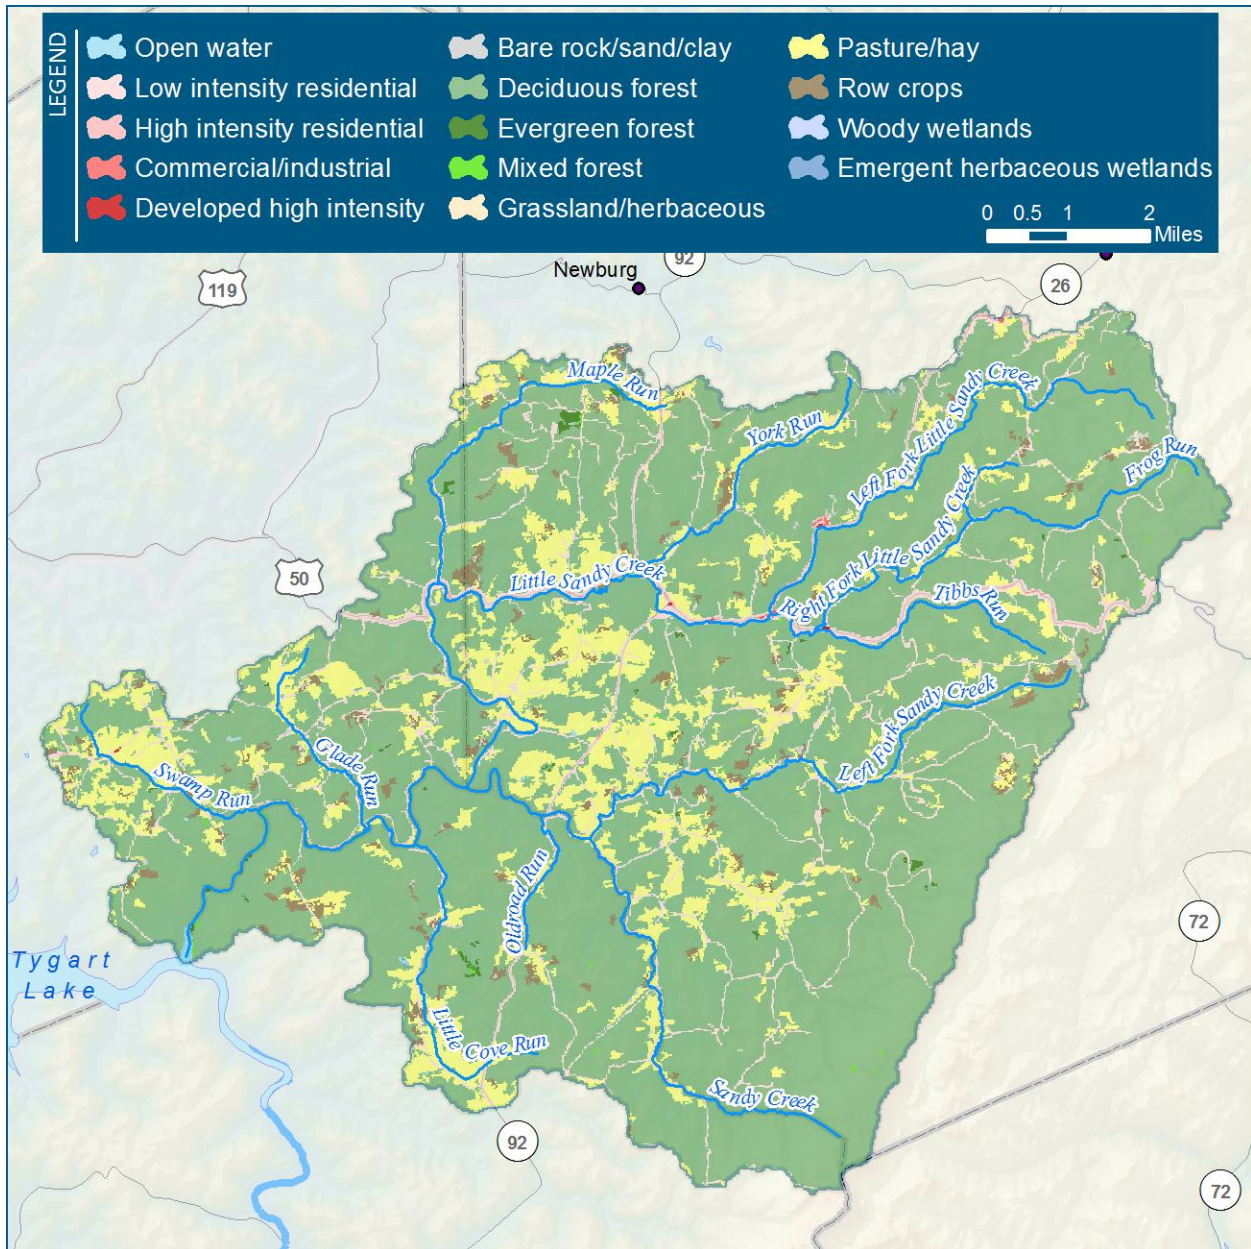 LEGEND
Open water
Low intensity residential
High intensity residential
Commercial/industrial
Developed high intensity
Bare rock/sand/clay
Deciduous forest
Evergreen forest
Mixed forest
Grassland/herbaceous
Pasture/hay
Row crops
Woody wetlands
Emergent herbaceous wetlands
0 0.5 1 2
Miles
Newburg
92
119
26
50
Maple Run
York Run
Left Fork Little Sandy Creek
Frog Run
Little Sandy Creek
Right Fork Little Sandy Creek
Tibbs Run
Left Fork Sandy Creek
Glade Run
Swamp Run
Oldroad Run
72
Tygart
Lake
Little Cove Run
Sandy Creek
92
72